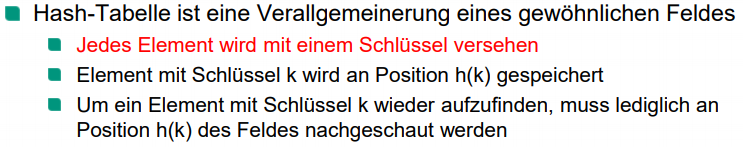 Hash-Tabelle ist eine Verallgemeinerung eines gewöhnlichen Feldes
Jedes Element wird mit einem Schlüssel versehen
Element mit Schlüssel k wird an Position h(k) gespeichert
Um ein Element mit Schlüssel k wieder aufzufinden, muss lediglich an
Position h(k) des Feldes nachgeschaut werden